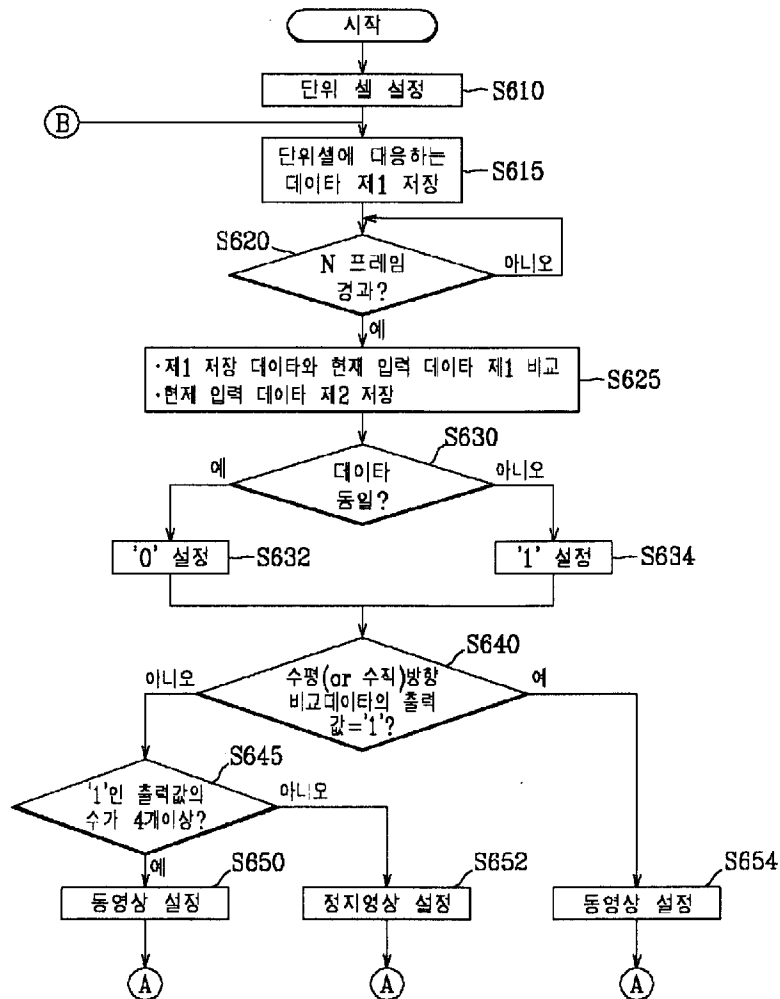 시작
단위 셀 설정
S610
B
단위셀에 대응하는
데이타 제1 저장
S615
S620
N 프레임
경과?
아니오
예
·제1 저장 데이타와 현재 입력 데이타 제1 비교
·현재 입력 데이타 제2 저장
S625
S630
예
데이타
동일?
아니오
'0' 설정
S632
'1' 설정
S634
S640
아니오
수평(or 수직)방향
비교데이타의 출력
값='1'?
예
S645
'1'인 출력값의
수가 4개이상?
아니오
예
S650
동영상 설정
S652
정지영상 설정
S654
동영상 설정
A
A
A